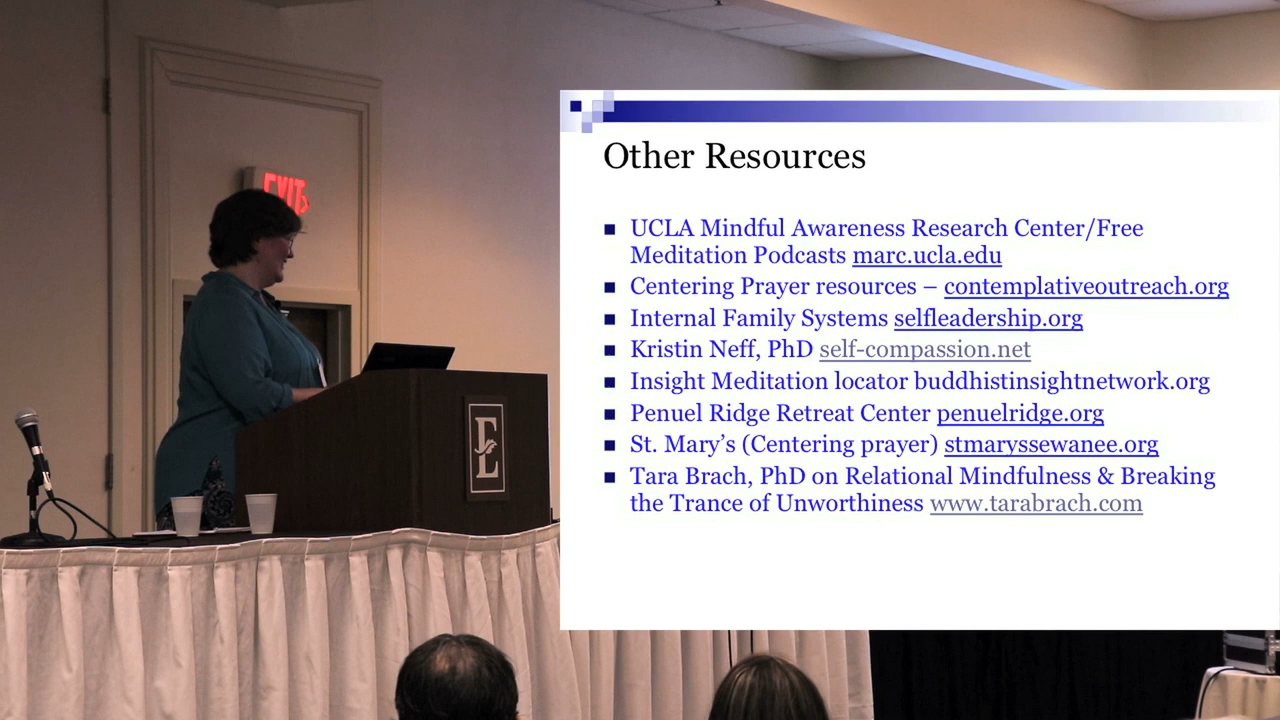 EXIT
Other Resources
UCLA Mindful Awareness Research Center/Free
Meditation Podcasts marc.ucla.edu
Centering Prayer resources – contemplativeoutreach.org
Internal Family Systems selfleadership.org
Kristin Neff, PhD self-compassion.net
Insight Meditation locator buddhistinsightnetwork.org
Penuel Ridge Retreat Center penuelridge.org
St. Mary’s (Centering prayer) stmaryssewanee.org
Tara Brach, PhD on Relational Mindfulness & Breaking
the Trance of Unworthiness www.tarabrach.com
E